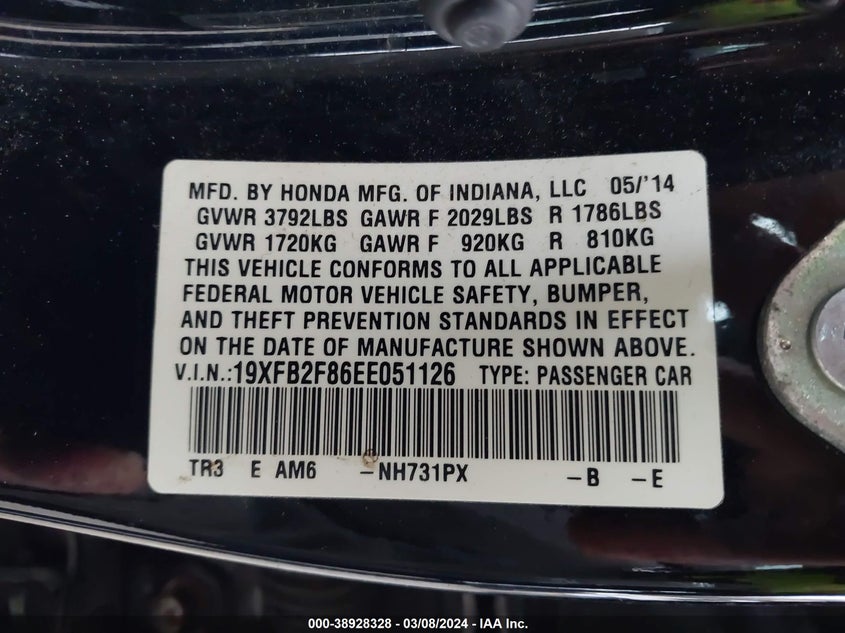 MFD. BY HONDA MFG. OF INDIANA, LLC 05/'14
GVWR 3792LBS GAWR F 2029LBS R 1786LBS
GVWR 1720KG GAWR F 920KG R 810KG
THIS VEHICLE CONFORMS TO ALL APPLICABLE
FEDERAL MOTOR VEHICLE SAFETY, BUMPER,
AND THEFT PREVENTION STANDARDS IN EFFECT
ON THE DATE OF MANUFACTURE SHOWN ABOVE.
V.I.N.:19XFB2F86EE051126 TYPE: PASSENGER CAR
TR3 E AM6 -NH731PX -B -E
000-38928328 - 03/08/2024 - IAA Inc.